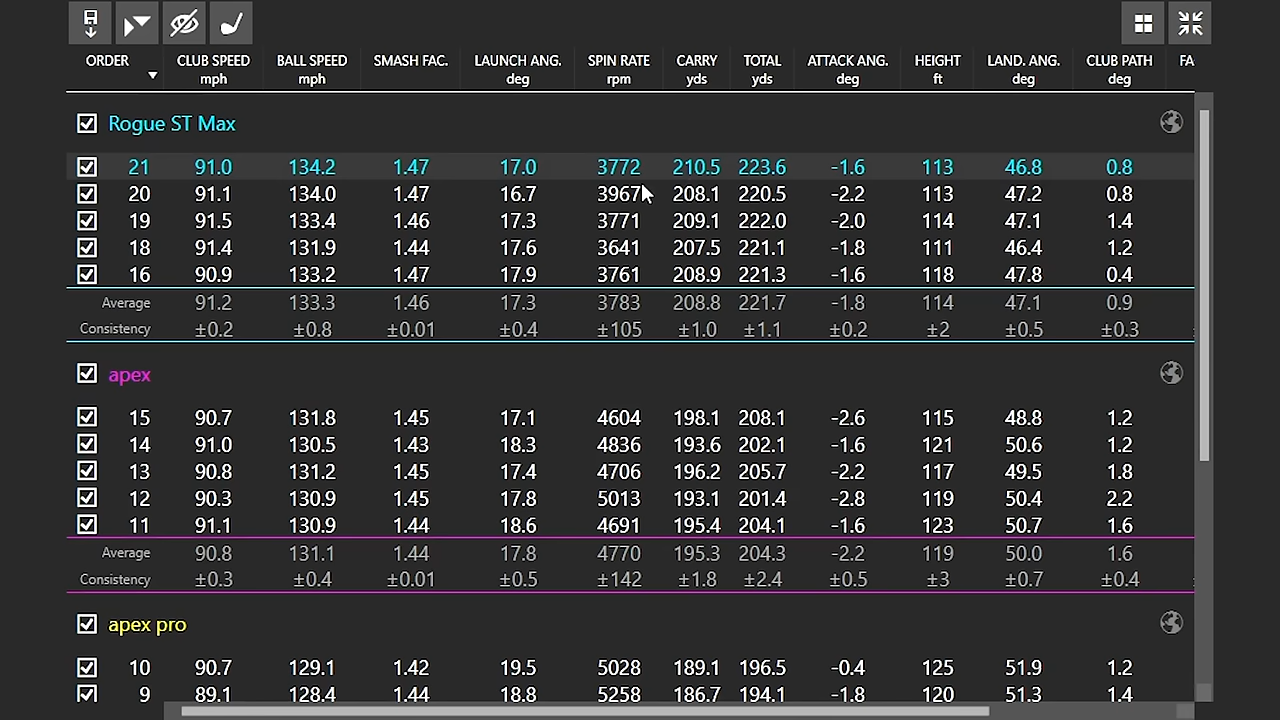 ORDER CLUB SPEED BALL SPEED SMASH FAC. LAUNCH ANG. SPIN RATE CARRY TOTAL ATTACK ANG. HEIGHT LAND. ANG. CLUB PATH FA
mph mph deg rpm yds yds deg ft deg deg
Rogue ST Max
21 91.0 134.2 1.47 17.0 3772 210.5 223.6 -1.6 113 46.8 0.8
20 91.1 134.0 1.47 16.7 3967 208.1 220.5 -2.2 113 47.2 0.8
19 91.5 133.4 1.46 17.3 3771 209.1 222.0 -2.0 114 47.1 1.4
18 91.4 131.9 1.44 17.6 3641 207.5 221.1 -1.8 111 46.4 1.2
16 90.9 133.2 1.47 17.9 3761 208.9 221.3 -1.6 118 47.8 0.4
Average 91.2 133.3 1.46 17.3 3783 208.8 221.7 -1.8 114 47.1 0.9
Consistency ±0.2 ±0.8 ±0.01 ±0.4 ±105 ±1.0 ±1.1 ±0.2 ±2 ±0.5 ±0.3
apex
15 90.7 131.8 1.45 17.1 4604 198.1 208.1 -2.6 115 48.8 1.2
14 91.0 130.5 1.43 18.3 4836 193.6 202.1 -1.6 121 50.6 1.2
13 90.8 131.2 1.45 17.4 4706 196.2 205.7 -2.2 117 49.5 1.8
12 90.3 130.9 1.45 17.8 5013 193.1 201.4 -2.8 119 50.4 2.2
11 91.1 130.9 1.44 18.6 4691 195.4 204.1 -1.6 123 50.7 1.6
Average 90.8 131.1 1.44 17.8 4770 195.3 204.3 -2.2 119 50.0 1.6
Consistency ±0.3 ±0.4 ±0.01 ±0.5 ±142 ±1.8 ±2.4 ±0.5 ±3 ±0.7 ±0.4
apex pro
10 90.7 129.1 1.42 19.5 5028 189.1 196.5 -0.4 125 51.9 1.2
9 89.1 128.4 1.44 18.8 5258 186.7 194.1 -1.8 120 51.3 1.4